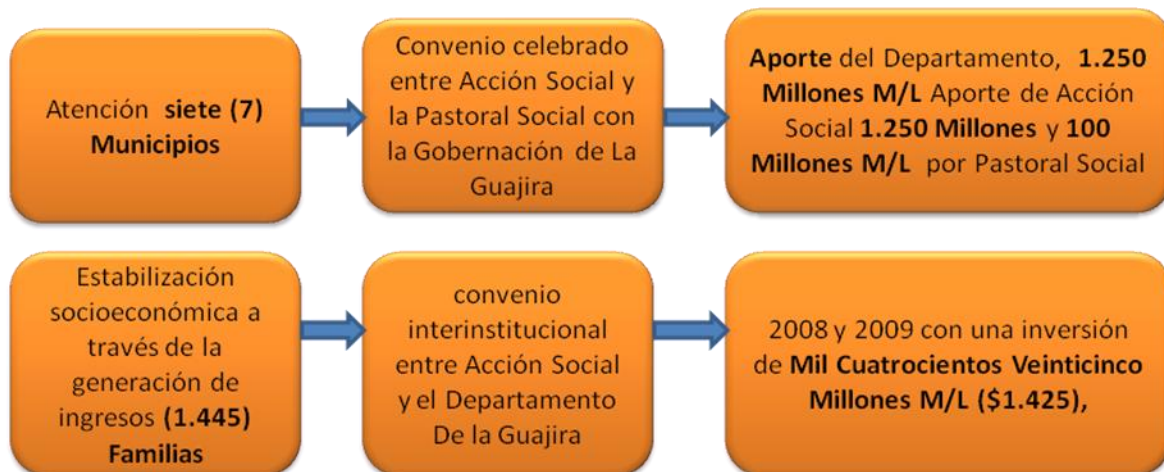 Atención siete (7)
Municipios
Convenio celebrado
entre Acción Social y
la Pastoral Social con
la Gobernación de La
Guajira
Aporte del Departamento, 1.250
Millones M/L Aporte de Acción
Social 1.250 Millones y 100
Millones M/L por Pastoral Social
Estabilización
socioeconómica a
través de la
generación de
ingresos (1.445)
Familias
convenio
interinstitucional
entre Acción Social
y el Departamento
De la Guajira
2008 y 2009 con una inversión
de Mil Cuatrocientos Veinticinco
Millones M/L ($1.425),